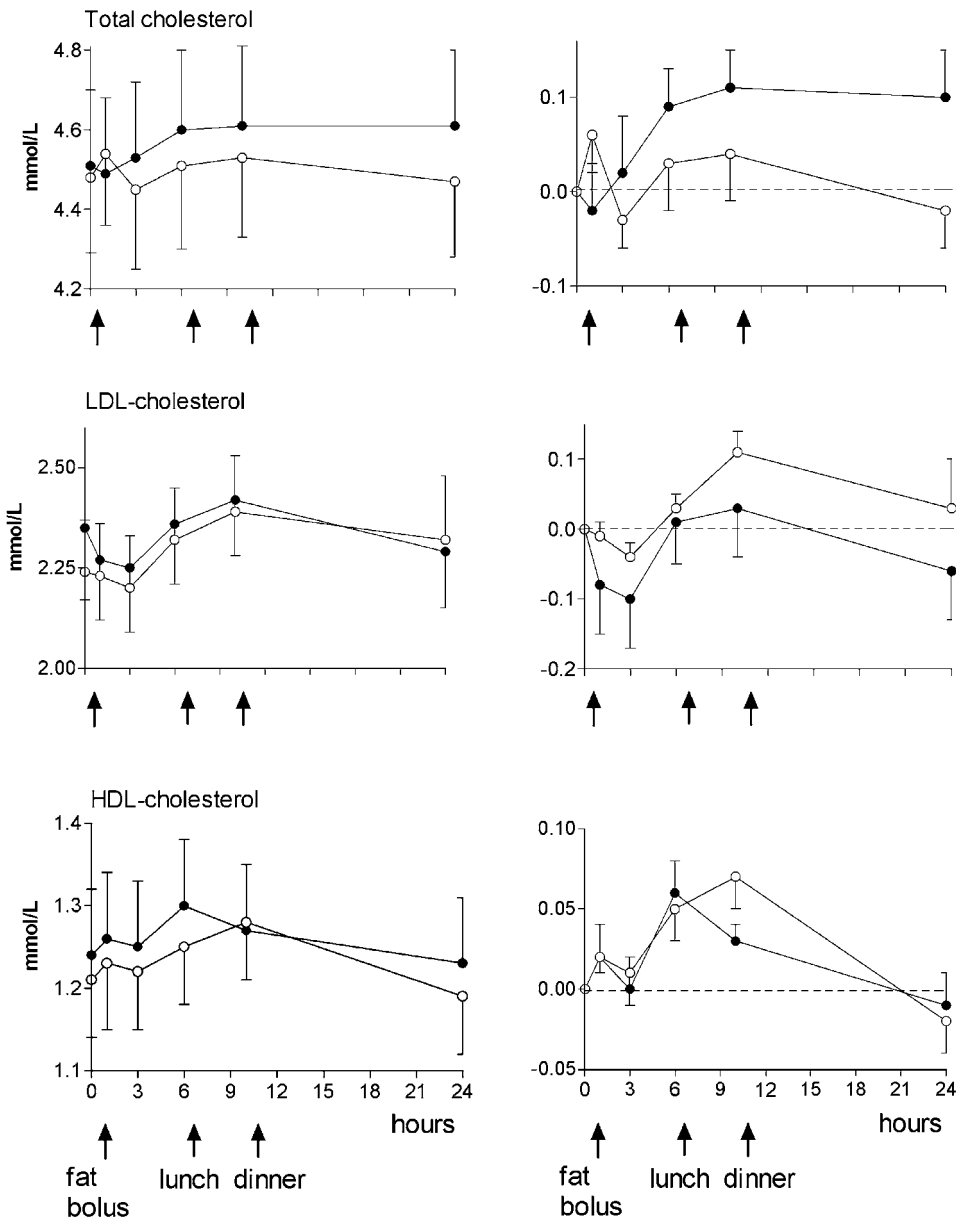 Total cholesterol
4.8
4.6
4.4
4.2
mmol/L
0.1
0.0
-0.1
LDL-cholesterol
2.50
2.25
2.00
mmol/L
0.1
0.0
-0.1
-0.2
HDL-cholesterol
1.4
1.3
1.2
1.1
mmol/L
0 3 6 9 12 15 18 21 24
hours
0.10
0.05
0.00
-0.05
0 3 6 9 12 15 18 21 24
hours
fat bolus lunch dinner
fat bolus lunch dinner